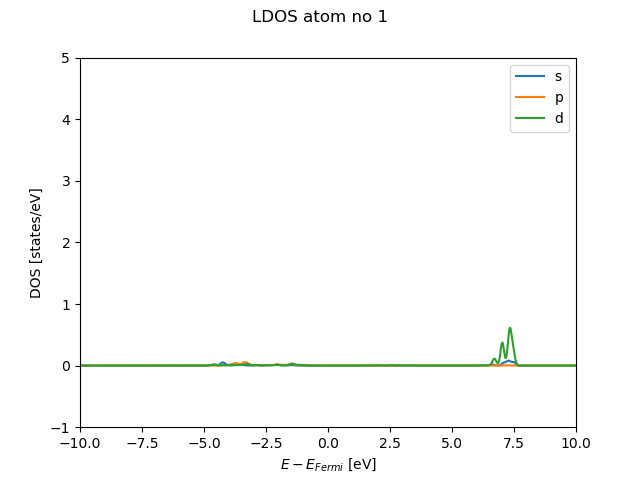 LDOS atom no 1
5
4
3
2
1
0
−1
DOS [states/eV]
s
p
d
−10.0 −7.5 −5.0 −2.5 0.0 2.5 5.0 7.5 10.0
E − E_Fermi [eV]